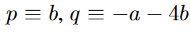 p ≡ b, q ≡ −a − 4b